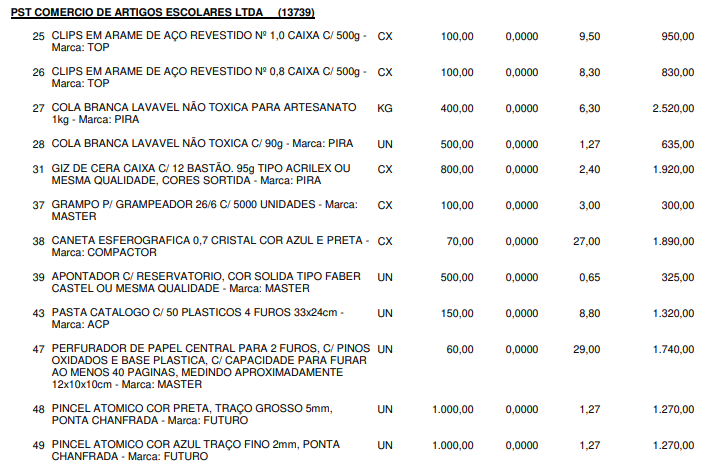 PST COMERCIO DE ARTIGOS ESCOLARES LTDA (13739)
25 CLIPS EM ARAME DE AÇO REVESTIDO Nº 1,0 CAIXA C/ 500g - CX 100,00 0,0000 9,50 950,00
Marca: TOP
26 CLIPS EM ARAME DE AÇO REVESTIDO Nº 0,8 CAIXA C/ 500g - CX 100,00 0,0000 8,30 830,00
Marca: TOP
27 COLA BRANCA LAVAVEL NÃO TOXICA PARA ARTESANATO KG 400,00 0,0000 6,30 2.520,00
1kg - Marca: PIRA
28 COLA BRANCA LAVAVEL NÃO TOXICA C/ 90g - Marca: PIRA UN 500,00 0,0000 1,27 635,00
31 GIZ DE CERA CAIXA C/ 12 BASTÃO. 95g TIPO ACRILEX OU CX 800,00 0,0000 2,40 1.920,00
MESMA QUALIDADE, CORES SORTIDA - Marca: PIRA
37 GRAMPO P/ GRAMPEADOR 26/6 C/ 5000 UNIDADES - Marca: CX 100,00 0,0000 3,00 300,00
MASTER
38 CANETA ESFEROGRAFICA 0,7 CRISTAL COR AZUL E PRETA - CX 70,00 0,0000 27,00 1.890,00
Marca: COMPACTOR
39 APONTADOR C/ RESERVATORIO, COR SOLIDA TIPO FABER UN 500,00 0,0000 0,65 325,00
CASTEL OU MESMA QUALIDADE - Marca: MASTER
43 PASTA CATALOGO C/ 50 PLASTICOS 4 FUROS 33x24cm - UN 150,00 0,0000 8,80 1.320,00
Marca: ACP
47 PERFURADOR DE PAPEL CENTRAL PARA 2 FUROS, C/ PINOS UN 60,00 0,0000 29,00 1.740,00
OXIDADOS E BASE PLASTICA, C/ CAPACIDADE PARA FURAR
AO MENOS 40 PAGINAS, MEDINDO APROXIMADAMENTE
12x10x10cm - Marca: MASTER
48 PINCEL ATOMICO COR PRETA, TRAÇO GROSSO 5mm, UN 1.000,00 0,0000 1,27 1.270,00
PONTA CHANFRADA - Marca: FUTURO
49 PINCEL ATOMICO COR AZUL TRAÇO FINO 2mm, PONTA UN 1.000,00 0,0000 1,27 1.270,00
CHANFRADA - Marca: FUTURO